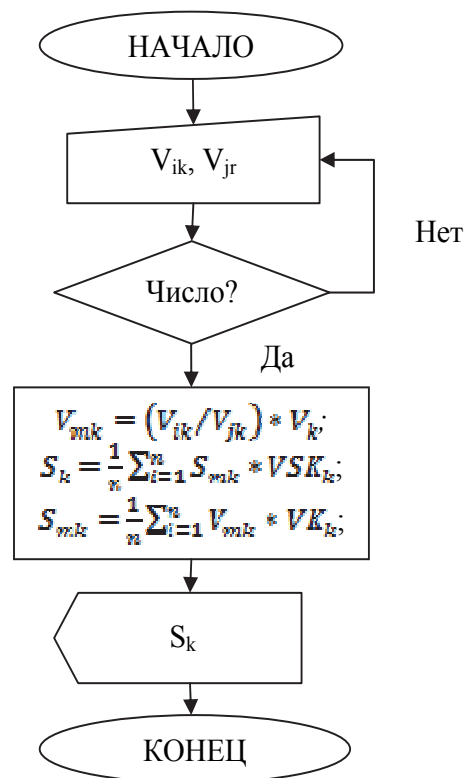 НАЧАЛО
V_ik, V_jr
Нет
Число?
Да
V_mk = (V_ik/V_jk) * V_k;
S_k = 1/n ∑_{i=1}^{n} S_mk * VSK_k;
S_mk = 1/n ∑_{i=1}^{n} V_mk * VK_k;
S_k
КОНЕЦ